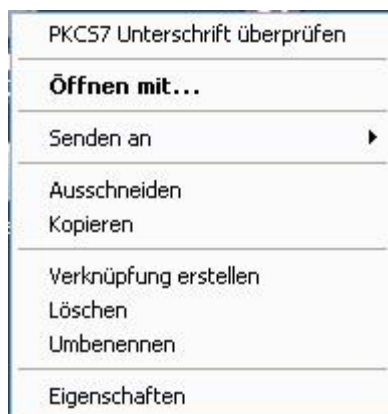 PKCS7 Unterschrift überprüfen
Öffnen mit...
Senden an
Ausschneiden
Kopieren
Verknüpfung erstellen
Löschen
Umbenennen
Eigenschaften